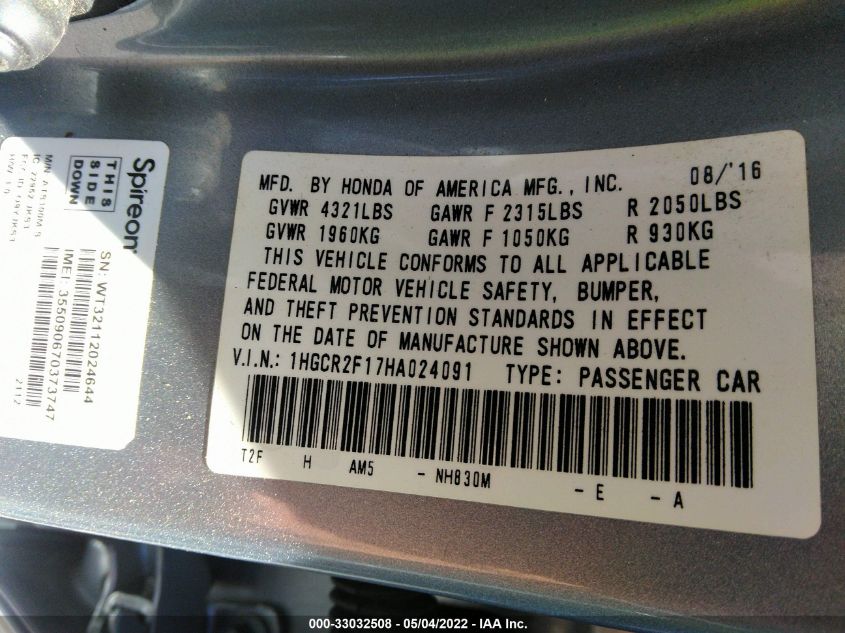 MFD. BY HONDA OF AMERICA MFG., INC. 08/'16
GVWR 4321LBS GAWR F 2315LBS R 2050LBS
GVWR 1960KG GAWR F 1050KG R 930KG
THIS VEHICLE CONFORMS TO ALL APPLICABLE
FEDERAL MOTOR VEHICLE SAFETY, BUMPER,
AND THEFT PREVENTION STANDARDS IN EFFECT
ON THE DATE OF MANUFACTURE SHOWN ABOVE.
V.I.N.: 1HGCR2F17HA024091 TYPE: PASSENGER CAR
T2F H AM5 - NH830M - E - A
Spireon
THIS
SIDE
DOWN
SN: WT32112024644
IMEI: 355090670373747
2112
000-33032508 - 05/04/2022 - IAA Inc.